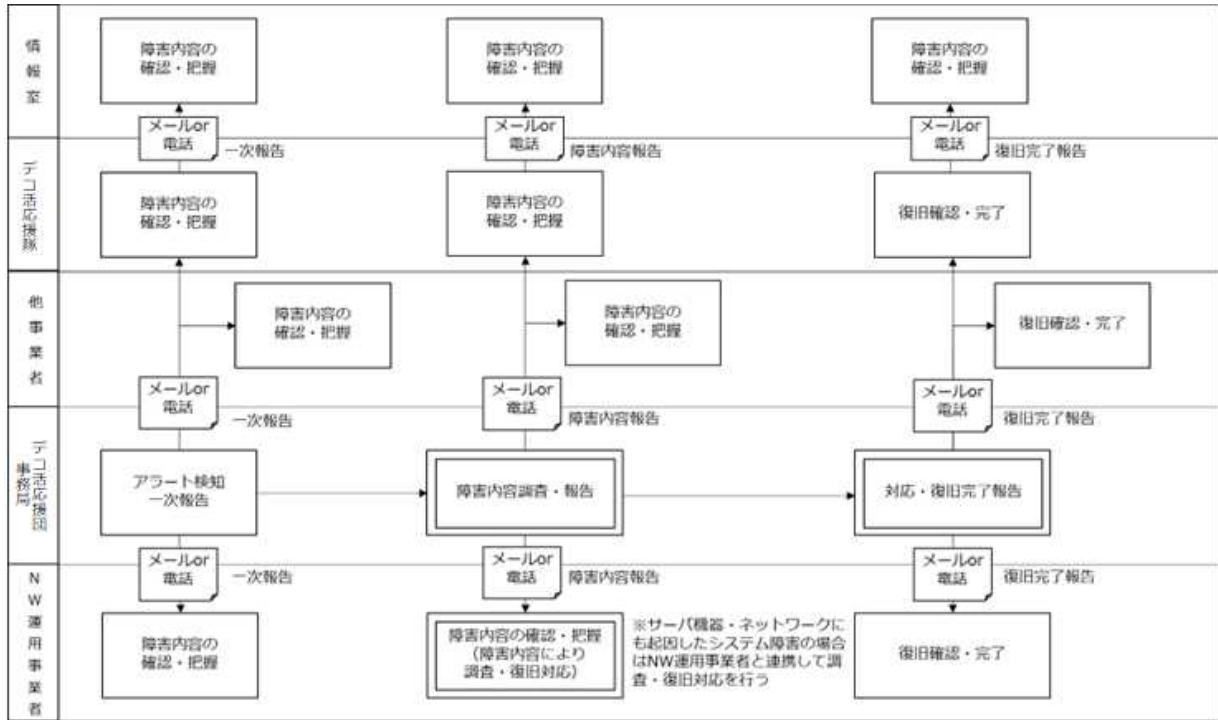 情報室
障害内容の
確認・把握
障害内容の
確認・把握
障害内容の
確認・把握
メールor
電話
一次報告
メールor
電話
障害内容報告
メールor
電話
復旧完了報告
デコ活応援隊
障害内容の
確認・把握
障害内容の
確認・把握
復旧確認・完了
他事業者
障害内容の
確認・把握
障害内容の
確認・把握
復旧確認・完了
メールor
電話
一次報告
メールor
電話
障害内容報告
メールor
電話
復旧完了報告
デコ活応援団
事務局
アラート検知
一次報告
障害内容調査・報告
対応・復旧完了報告
メールor
電話
一次報告
メールor
電話
障害内容報告
メールor
電話
復旧完了報告
NW運用事業者
障害内容の
確認・把握
障害内容の確認・把握
（障害内容により
調査・復旧対応）
※サーバ機器・ネットワークに
も起因したシステム障害の場合
はNW運用事業者と連携して調
査・復旧対応を行う
復旧確認・完了